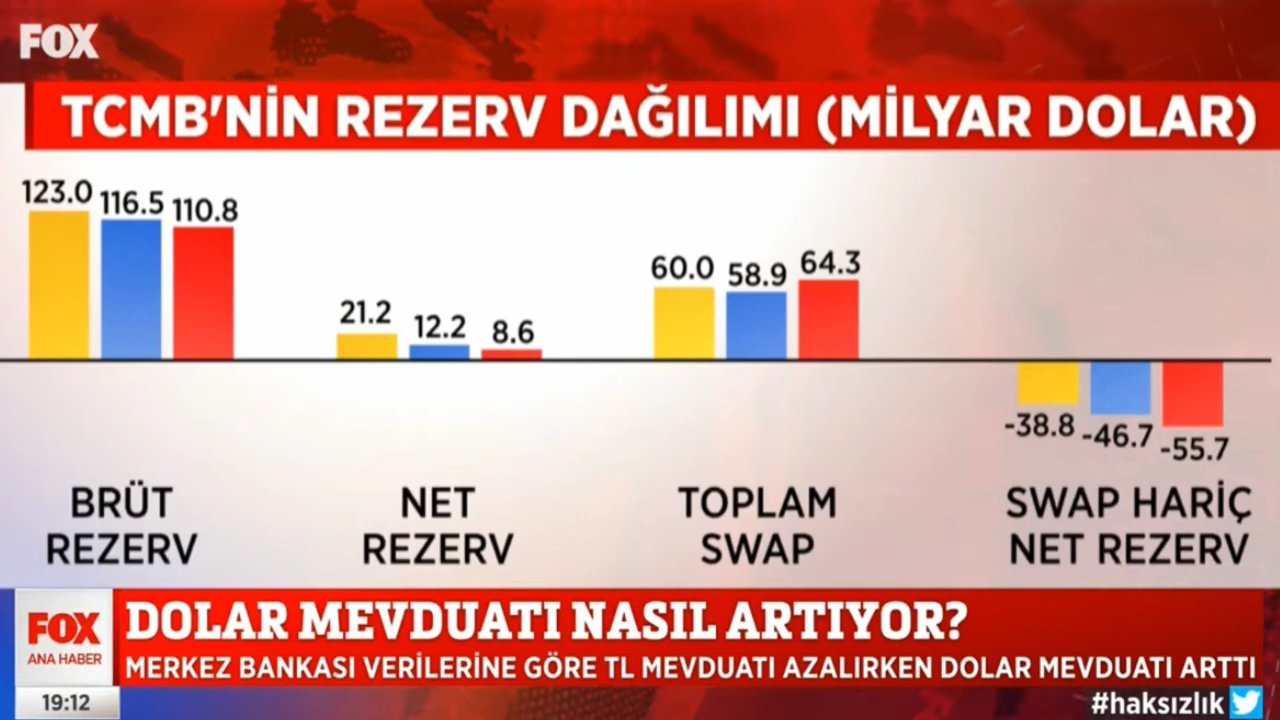 FOX
TCMB'NİN REZERV DAĞILIMI (MİLYAR DOLAR)
123.0 116.5 110.8
21.2 12.2 8.6
60.0 58.9 64.3
-38.8 -46.7 -55.7
BRÜT
REZERV
NET
REZERV
TOPLAM
SWAP
SWAP HARİÇ
NET REZERV
FOX
ANA HABER
19:12
DOLAR MEVDUATI NASIL ARTIYOR?
MERKEZ BANKASI VERİLERİNE GÖRE TL MEVDUATI AZALIRKEN DOLAR MEVDUATI ARTTI
#haksızlık